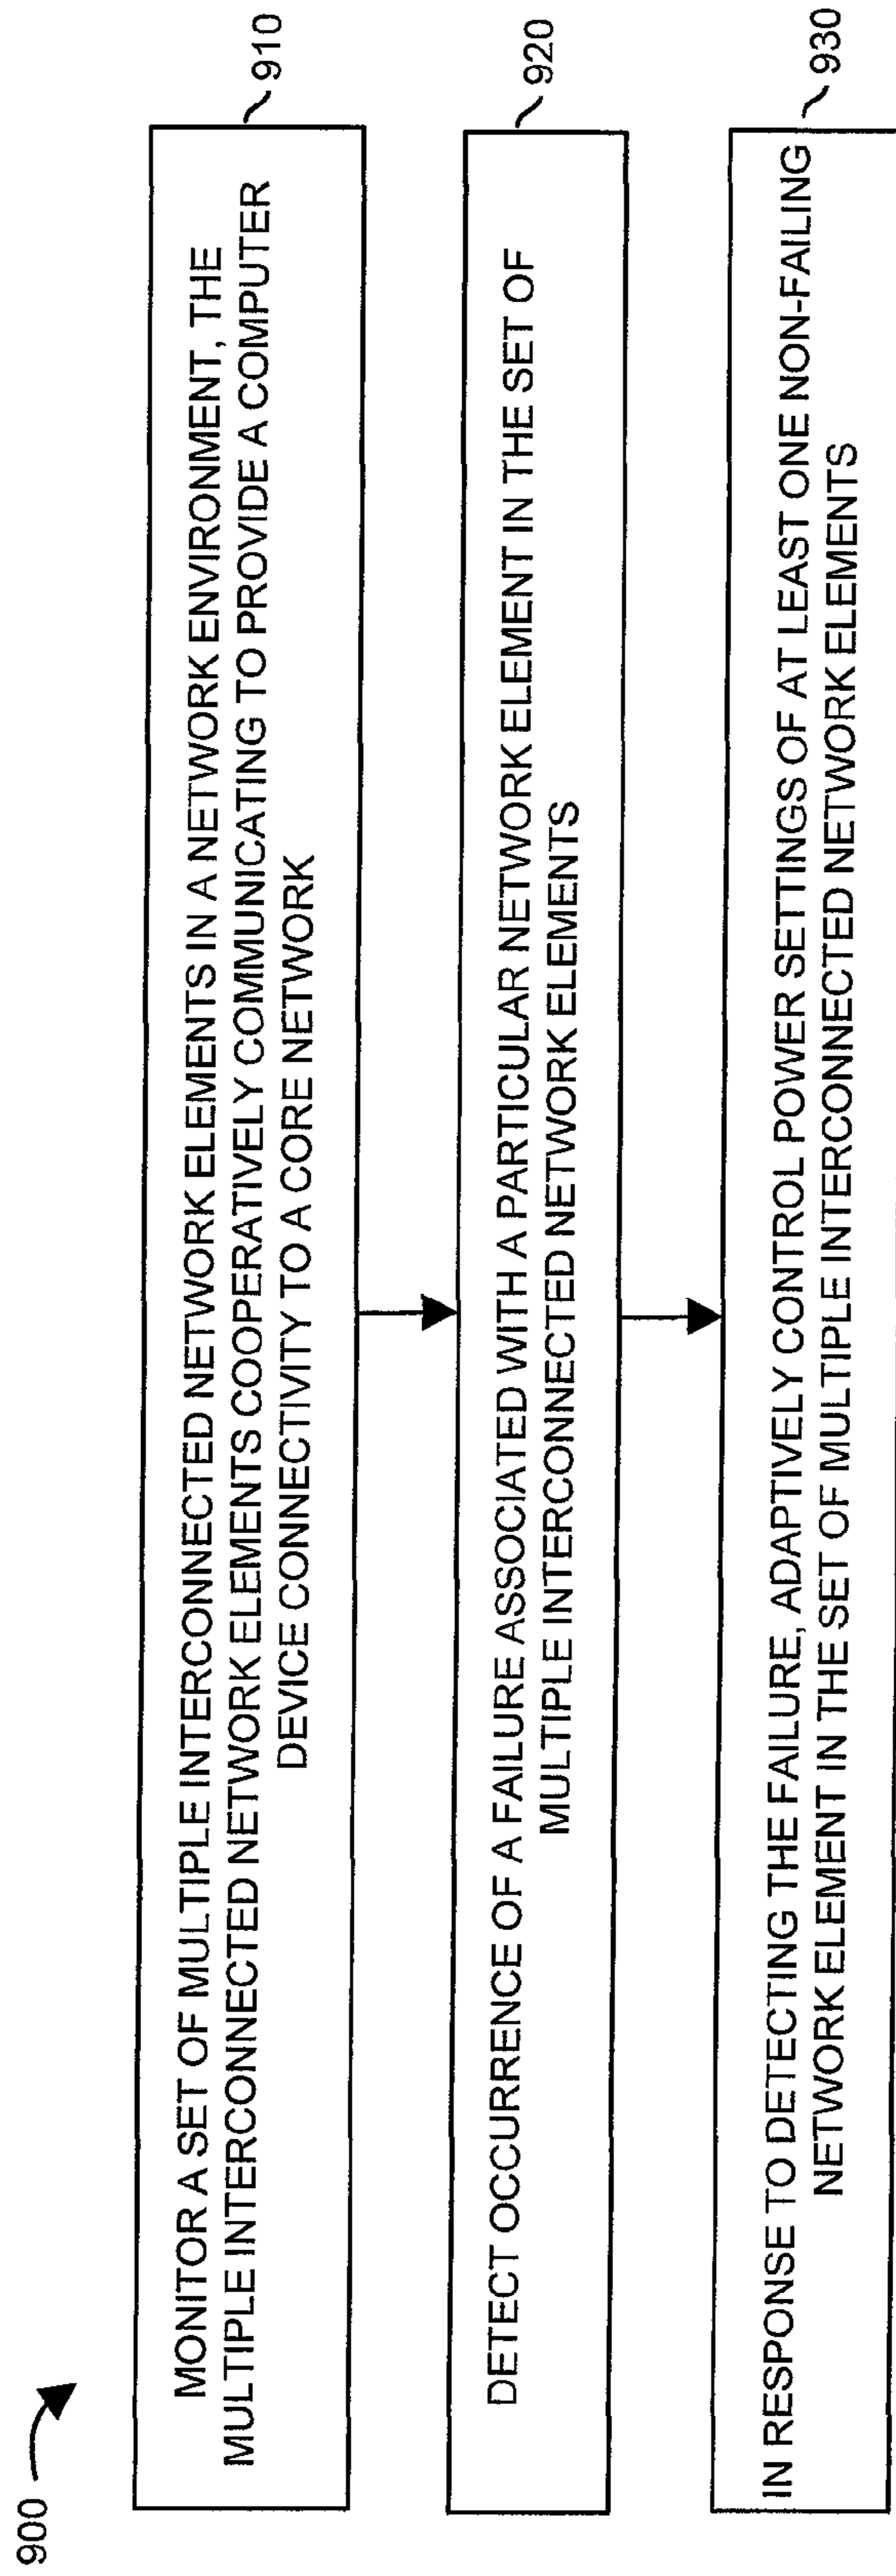 900
MONITOR A SET OF MULTIPLE INTERCONNECTED NETWORK ELEMENTS IN A NETWORK ENVIRONMENT, THE
MULTIPLE INTERCONNECTED NETWORK ELEMENTS COOPERATIVELY COMMUNICATING TO PROVIDE A COMPUTER
DEVICE CONNECTIVITY TO A CORE NETWORK
910
DETECT OCCURRENCE OF A FAILURE ASSOCIATED WITH A PARTICULAR NETWORK ELEMENT IN THE SET OF
MULTIPLE INTERCONNECTED NETWORK ELEMENTS
920
IN RESPONSE TO DETECTING THE FAILURE, ADAPTIVELY CONTROL POWER SETTINGS OF AT LEAST ONE NON-FAILING
NETWORK ELEMENT IN THE SET OF MULTIPLE INTERCONNECTED NETWORK ELEMENTS
930